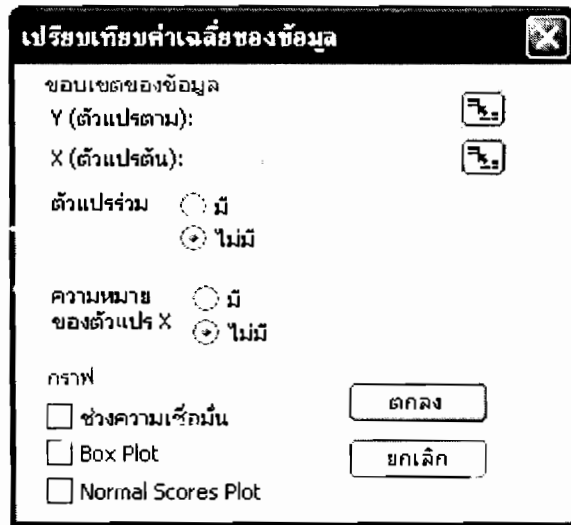 เปรียบเทียบค่าเฉลี่ยของข้อมูล
ขอบเขตของข้อมูล
Y (ตัวแปรตาม):
X (ตัวแปรต้น):
ตัวแปรร่วม
มี
ไม่มี
ความหมาย
ของตัวแปร X
มี
ไม่มี
กราฟ
ช่วงความเชื่อมั่น
Box Plot
Normal Scores Plot
ตกลง
ยกเลิก